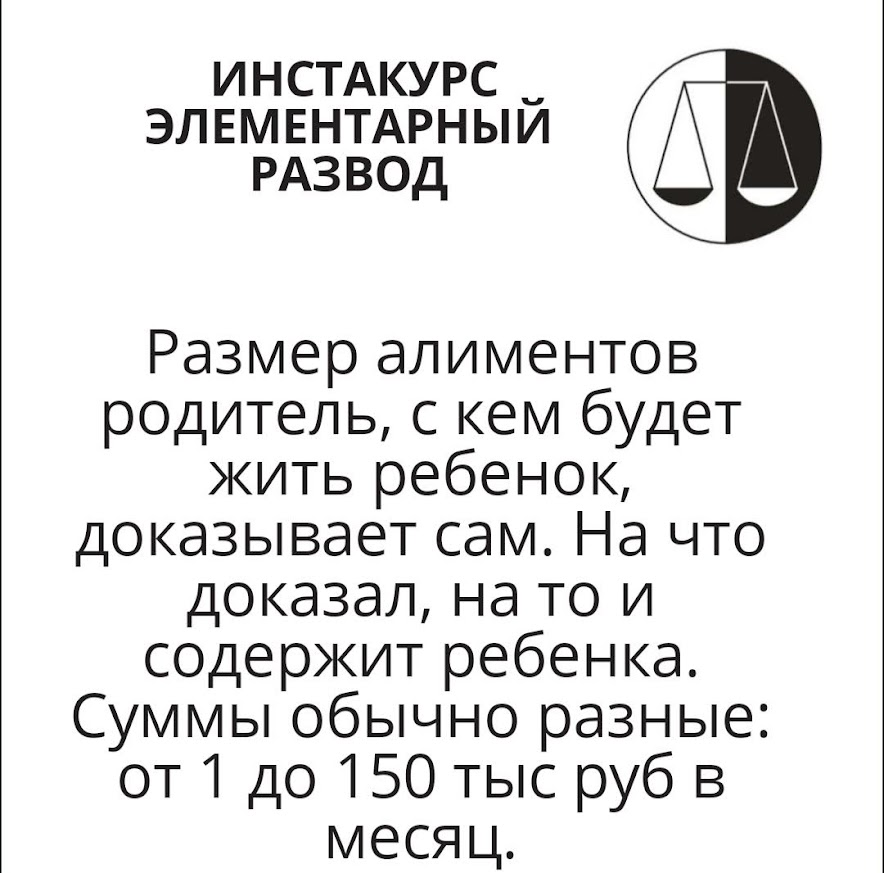 ИНСТАКУРС
ЭЛЕМЕНТАРНЫЙ
РАЗВОД
Размер алиментов
родитель, с кем будет
жить ребенок,
доказывает сам. На что
доказал, на то и
содержит ребенка.
Суммы обычно разные:
от 1 до 150 тыс руб в
месяц.